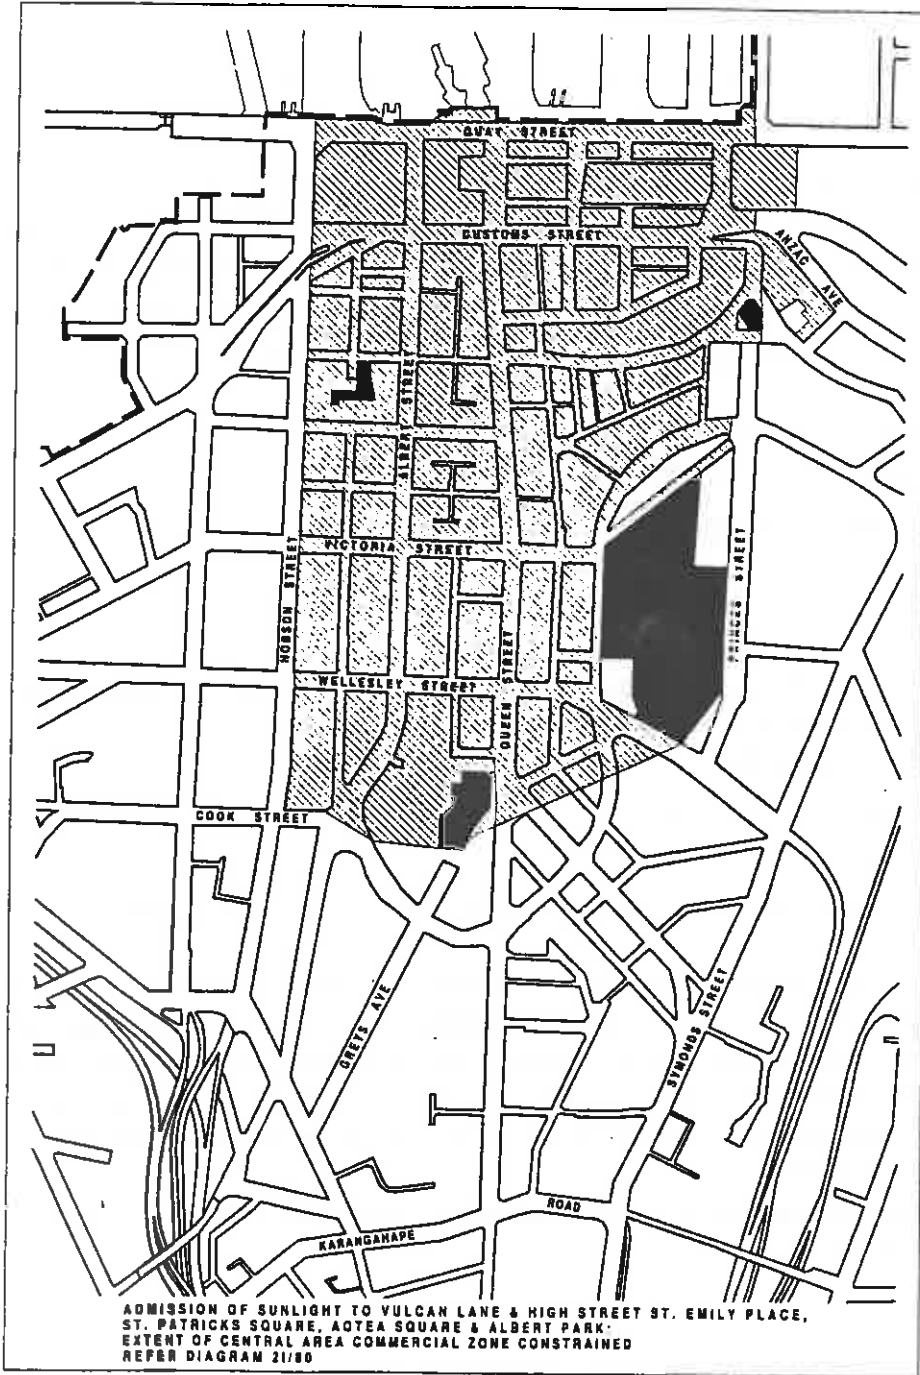 QUAY STREET
CUSTOMS STREET
ANZAC AVE
ALBERT STREET
VICTORIA STREET
HOBSON STREET
PRINCES STREET
WELLESLEY STREET
QUEEN STREET
COOK STREET
GREYS AVE
SYMONDS STREET
KARANGAHAPE ROAD
ADMISSION OF SUNLIGHT TO VULCAN LANE & HIGH STREET ST. EMILY PLACE,
ST. PATRICKS SQUARE, AOTEA SQUARE & ALBERT PARK:
EXTENT OF CENTRAL AREA COMMERCIAL ZONE CONSTRAINED
REFER DIAGRAM 21/80